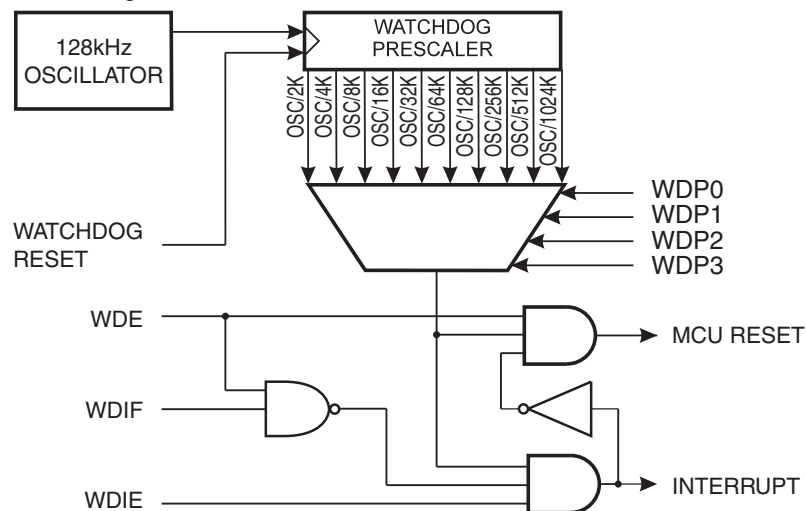 128kHz
OSCILLATOR
WATCHDOG
PRESCALER
OSC/2K
OSC/4K
OSC/8K
OSC/16K
OSC/32K
OSC/64K
OSC/128K
OSC/256K
OSC/512K
OSC/1024K
WDP0
WDP1
WDP2
WDP3
WATCHDOG
RESET
WDE
MCU RESET
WDIF
INTERRUPT
WDIE